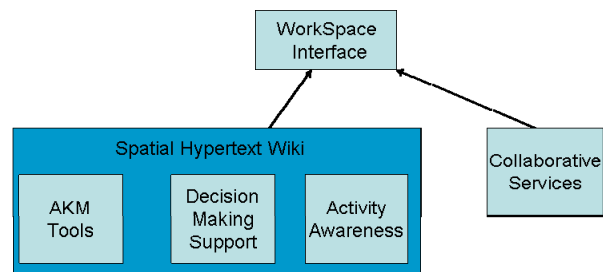 WorkSpace
Interface
Spatial Hypertext Wiki
AKM
Tools
Decision
Making
Support
Activity
Awareness
Collaborative
Services